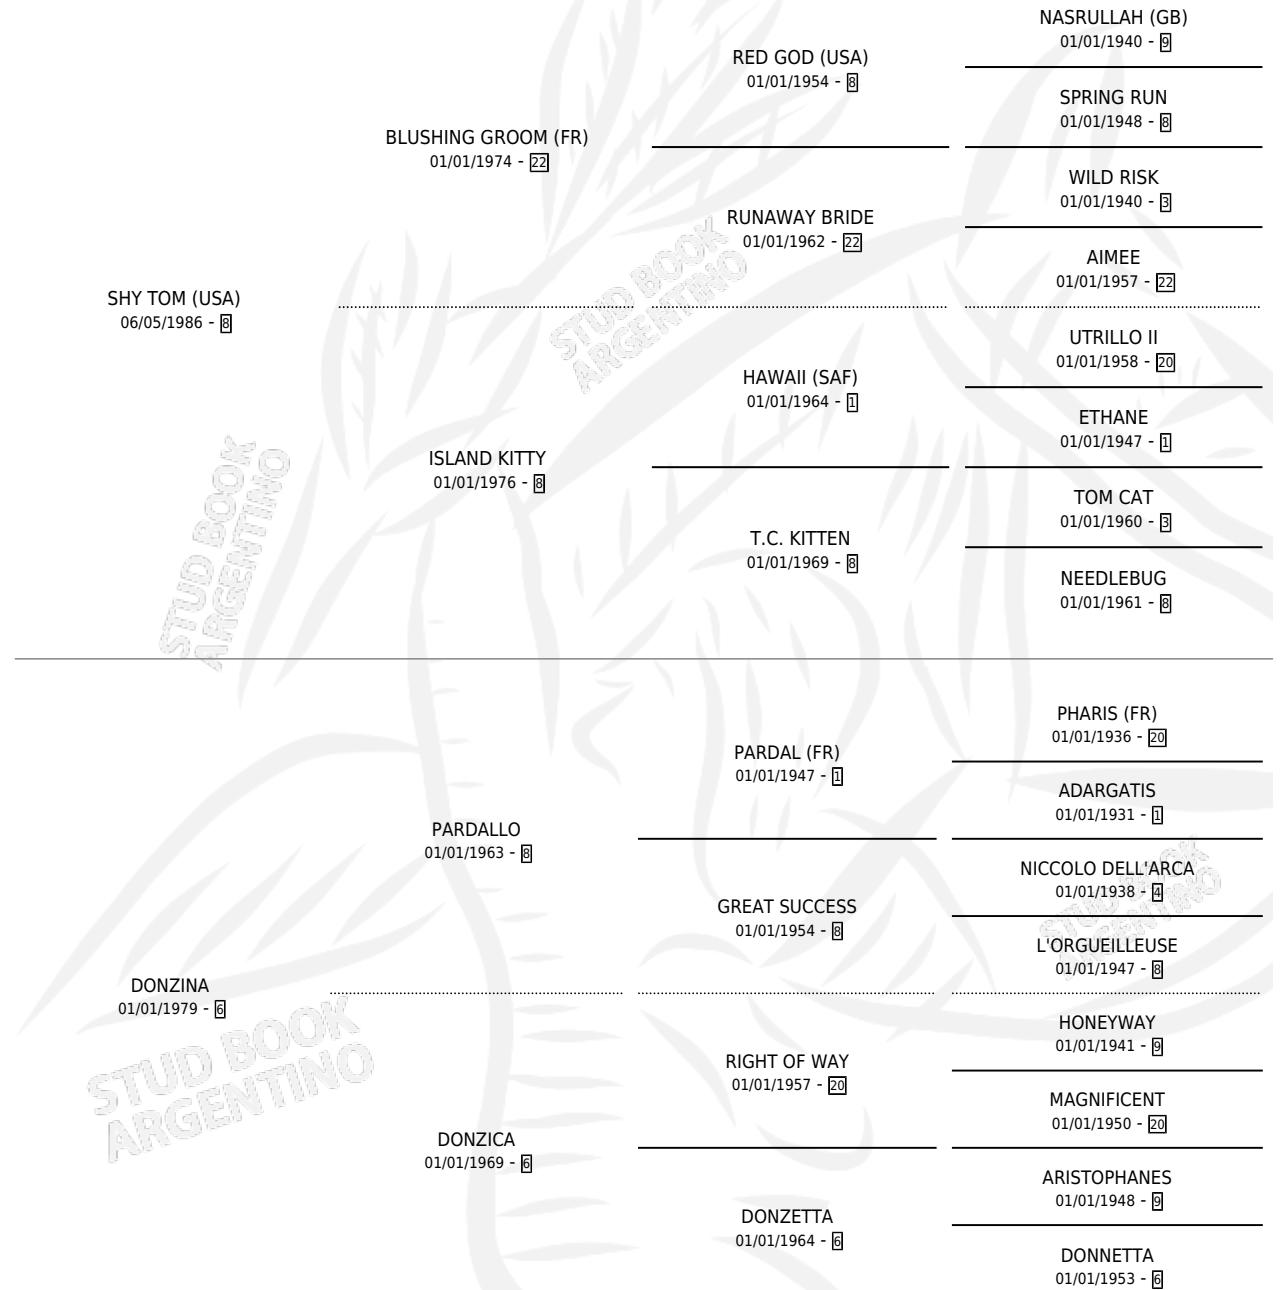 NASRULLAH (GB)
01/01/1940 - 9
RED GOD (USA)
01/01/1954 - 8
SPRING RUN
01/01/1948 - 8
BLUSHING GROOM (FR)
01/01/1974 - 22
WILD RISK
01/01/1940 - 3
RUNAWAY BRIDE
01/01/1962 - 22
AIMEE
01/01/1957 - 22
SHY TOM (USA)
06/05/1986 - 8
UTRILLO II
01/01/1958 - 20
HAWAII (SAF)
01/01/1964 - 1
ETHANE
01/01/1947 - 1
ISLAND KITTY
01/01/1976 - 8
TOM CAT
01/01/1960 - 3
T.C. KITTEN
01/01/1969 - 8
NEEDLEBUG
01/01/1961 - 8
PHARIS (FR)
01/01/1936 - 20
PARDAL (FR)
01/01/1947 - 1
ADARGATIS
01/01/1931 - 1
PARDALLO
01/01/1963 - 8
NICCOLO DELL'ARCA
01/01/1938 - 4
GREAT SUCCESS
01/01/1954 - 8
L'ORGUEILLEUSE
01/01/1947 - 8
DONZINA
01/01/1979 - 6
HONEYWAY
01/01/1941 - 9
RIGHT OF WAY
01/01/1957 - 20
MAGNIFICENT
01/01/1950 - 20
DONZICA
01/01/1969 - 6
ARISTOPHANES
01/01/1948 - 9
DONZETTA
01/01/1964 - 6
DONNETTA
01/01/1953 - 6
STUD BOOK
ARGENTINO
STUD BOOK
ARGENTINO
STUD BOOK
ARGENTINO
STUD BOOK
ARGENTINO